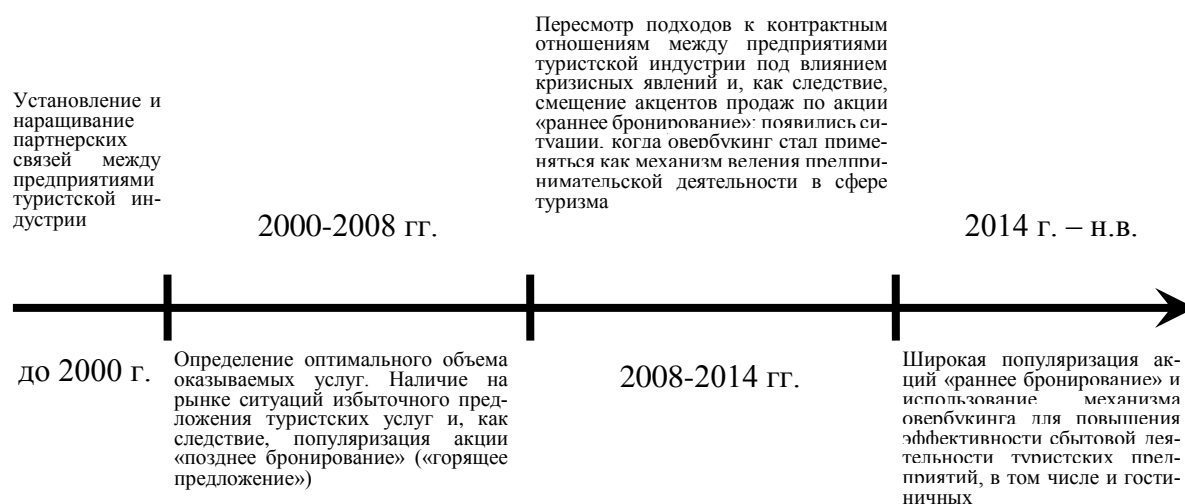 Пересмотр подходов к контрактным
отношениям между предприятиями
туристской индустрии под влиянием
кризисных явлений и, как следствие,
смещение акцентов продаж по акции
«раннее бронирование»: появились си-
туации, когда овербукинг стал приме-
няться как механизм ведения предпри-
нимательской деятельности в сфере
туризма
Установление и
наращивание
партнерских
связей между
предприятиями
туристской ин-
дустрии
2000-2008 гг.
2014 г. – н.в.
до 2000 г.
Определение оптимального объема
оказываемых услуг. Наличие на
рынке ситуаций избыточного пред-
ложения туристских услуг и, как
следствие, популяризация акции
«позднее бронирование» («горящее
предложение»)
2008-2014 гг.
Широкая популяризация ак-
ций «раннее бронирование» и
использование механизма
овербукинга для повышения
эффективности сбытовой дея-
тельности туристских пред-
приятий, в том числе и гости-
ничных